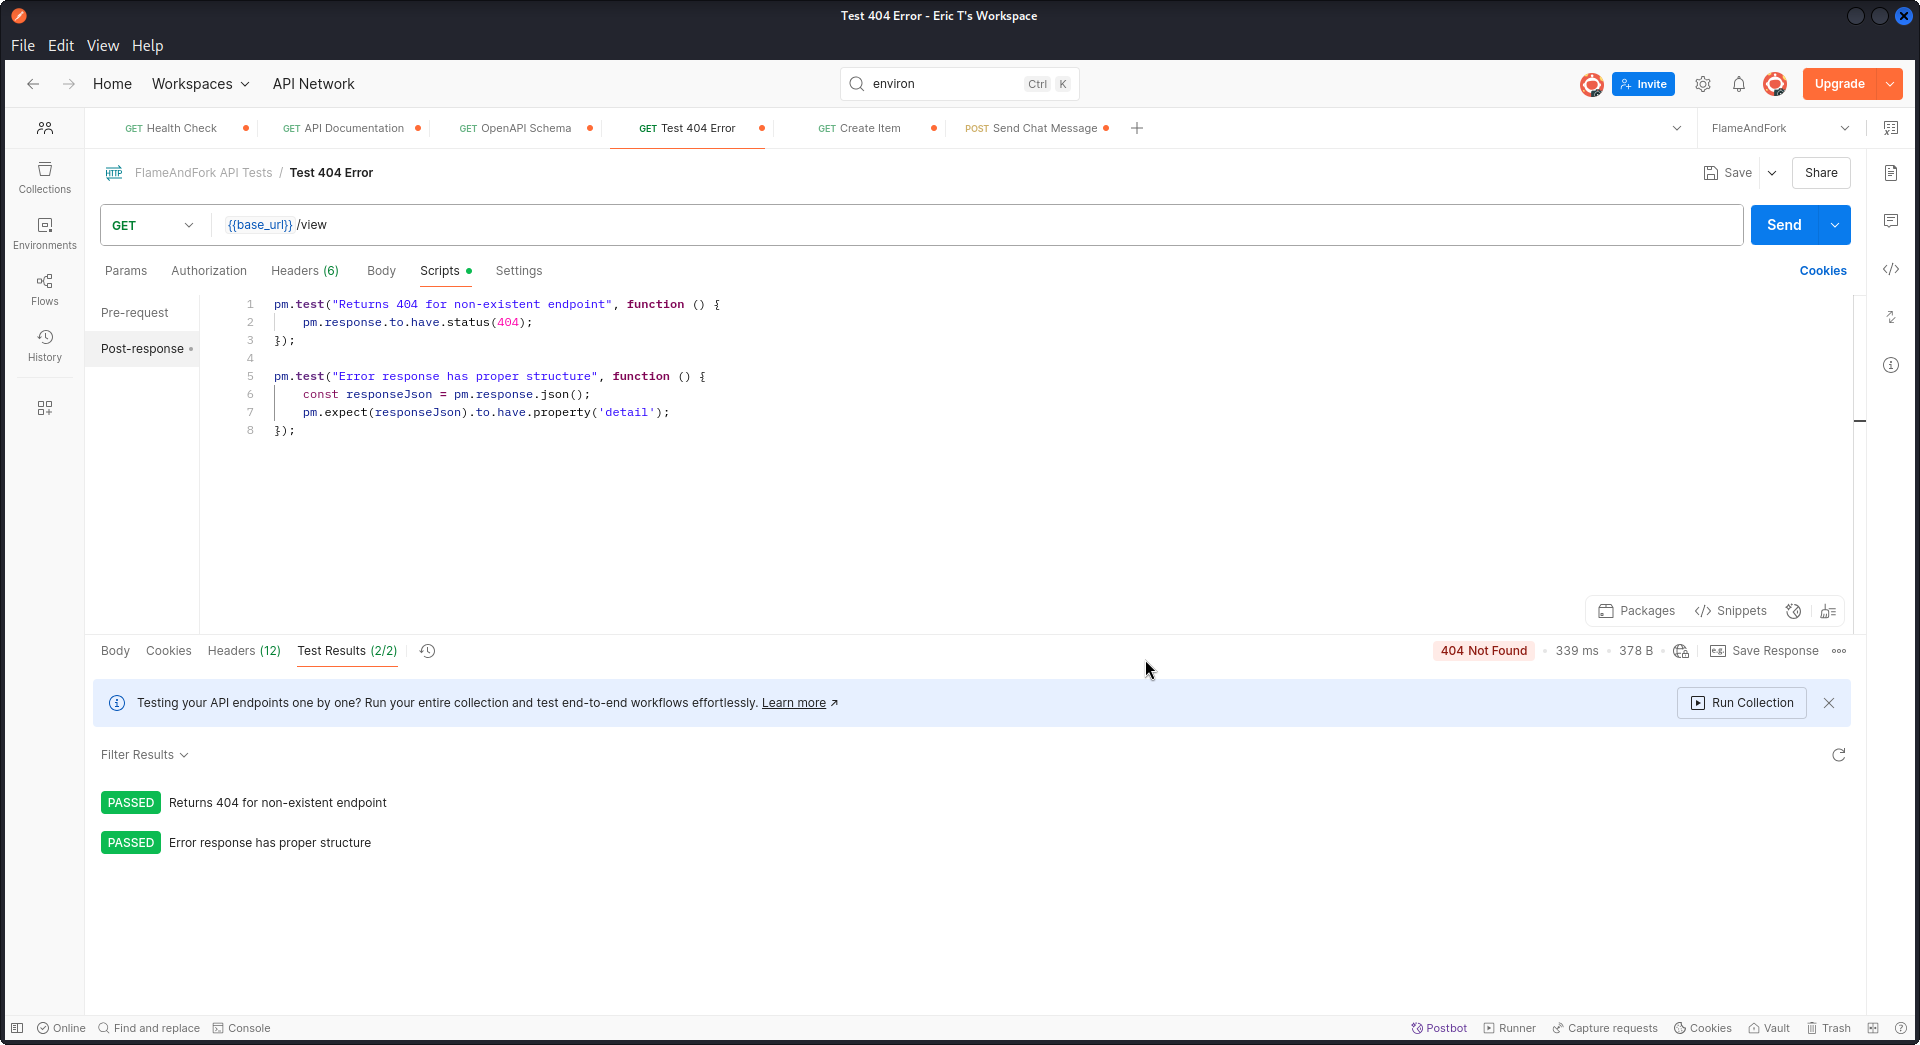 Test 404 Error - Eric T's Workspace
File Edit View Help
Home Workspaces API Network environ Ctrl K Invite Upgrade
GET Health Check GET API Documentation GET OpenAPI Schema GET Test 404 Error GET Create Item POST Send Chat Message FlameAndFork
HTTP FlameAndFork API Tests / Test 404 Error Save Share
Collections
Environments
Flows
History
GET {{base_url}} /view Send
Params Authorization Headers (6) Body Scripts Settings Cookies
Pre-request
Post-response
1 pm.test("Returns 404 for non-existent endpoint", function () {
2 pm.response.to.have.status(404);
3 });
4
5 pm.test("Error response has proper structure", function () {
6 const responseJson = pm.response.json();
7 pm.expect(responseJson).to.have.property('detail');
8 });
Packages </> Snippets
Body Cookies Headers (12) Test Results (2/2) 404 Not Found • 339 ms • 378 B e.g. Save Response
Testing your API endpoints one by one? Run your entire collection and test end-to-end workflows effortlessly. Learn more ↗ Run Collection
Filter Results
PASSED Returns 404 for non-existent endpoint
PASSED Error response has proper structure
Online Find and replace Console Postbot Runner Capture requests Cookies Vault Trash